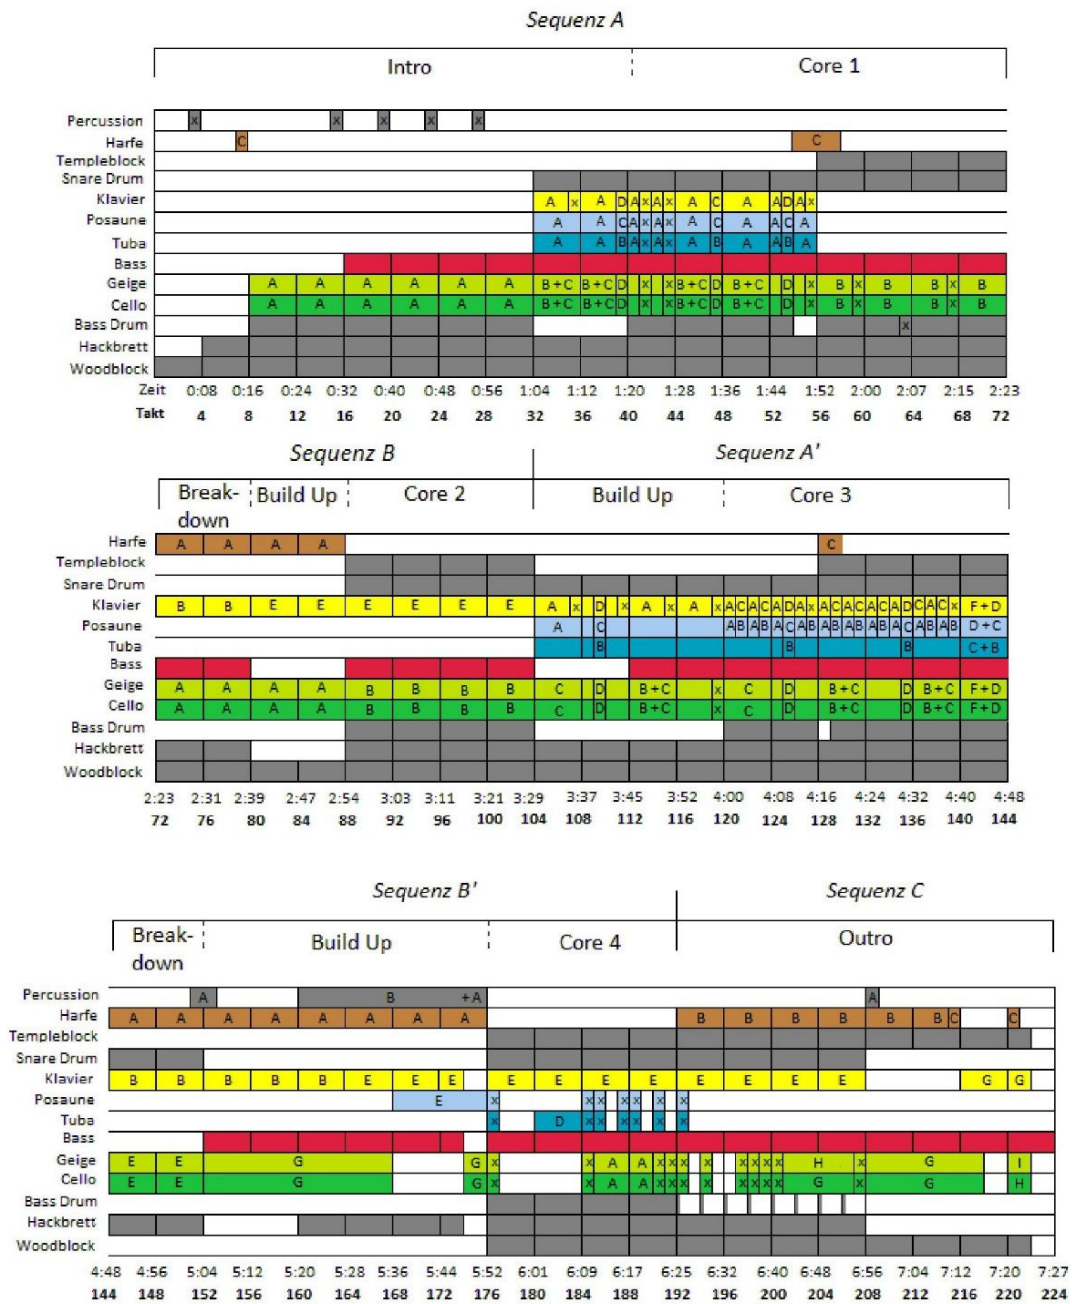 Sequenz A
Intro Core 1
Percussion x x x x x
Harfe C C
Templeblock
Snare Drum
Klavier A x A D A x A x A C A A D A x
Posaune A A C A x A x A C A A C A
Tuba A A B A x A x A B A A B A
Bass
Geige A A A A A A B+C B+C D x x B+C D B+C D x B x B B x B
Cello A A A A A A B+C B+C D x x B+C D B+C D x B x B B x B
Bass Drum x
Hackbrett
Woodblock
Zeit 0:08 0:16 0:24 0:32 0:40 0:48 0:56 1:04 1:12 1:20 1:28 1:36 1:44 1:52 2:00 2:07 2:15 2:23
Takt 4 8 12 16 20 24 28 32 36 40 44 48 52 56 60 64 68 72
Sequenz B Sequenz A'
Break- Build Up Core 2 Build Up Core 3
down
Harfe A A A A C
Templeblock
Snare Drum
Klavier B B E E E E E E A x D x A x A x A C A C A D A x A C A C A C A D C A C x F+D
Posaune A C A B A B A C A B A B A B A B A C A B A B D+C
Tuba B B B C+B
Bass
Geige A A A A B B B B C D B+C x C D B+C D B+C F+D
Cello A A A A B B B B C D B+C x C D B+C D B+C F+D
Bass Drum
Hackbrett
Woodblock
2:23 2:31 2:39 2:47 2:54 3:03 3:11 3:21 3:29 3:37 3:45 3:52 4:00 4:08 4:16 4:24 4:32 4:40 4:48
72 76 80 84 88 92 96 100 104 108 112 116 120 124 128 132 136 140 144
Sequenz B' Sequenz C
Break- Build Up Core 4 Outro
down
Percussion A B +A A
Harfe A A A A A A A A B B B B B B C C
Templeblock
Snare Drum
Klavier B B B B B E E E E E E E E E E E G G
Posaune E x x x x x x x
Tuba x D x x x x x x
Bass
Geige E E G G x x A A x x x x x x x x H x G I
Cello E E G G x x A A x x x x x x x x G x G H
Bass Drum
Hackbrett
Woodblock
4:48 4:56 5:04 5:12 5:20 5:28 5:36 5:44 5:52 6:01 6:09 6:17 6:25 6:32 6:40 6:48 6:56 7:04 7:12 7:20 7:27
144 148 152 156 160 164 168 172 176 180 184 188 192 196 200 204 208 212 216 220 224